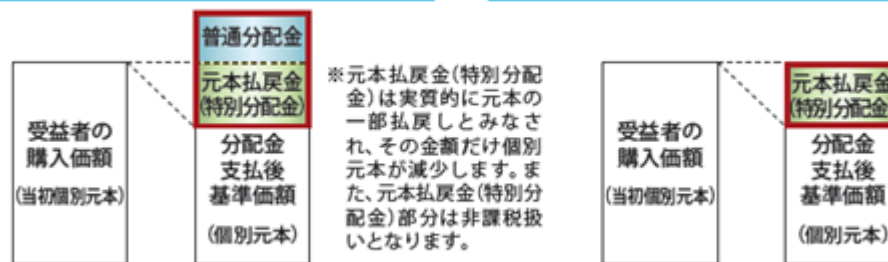 普通分配金
元本払戻金
(特別分配金)
受益者の
購入価額
(当初個別元本)
分配金
支払後
基準価額
(個別元本)
※元本払戻金(特別分配
金)は実質的に元本の
一部払戻しとみなさ
れ、その金額だけ個別
元本が減少します。ま
た、元本払戻金(特別分
配金)部分は非課税扱
いとなります。
受益者の
購入価額
(当初個別元本)
元本払戻金
(特別分配金)
分配金
支払後
基準価額
(個別元本)